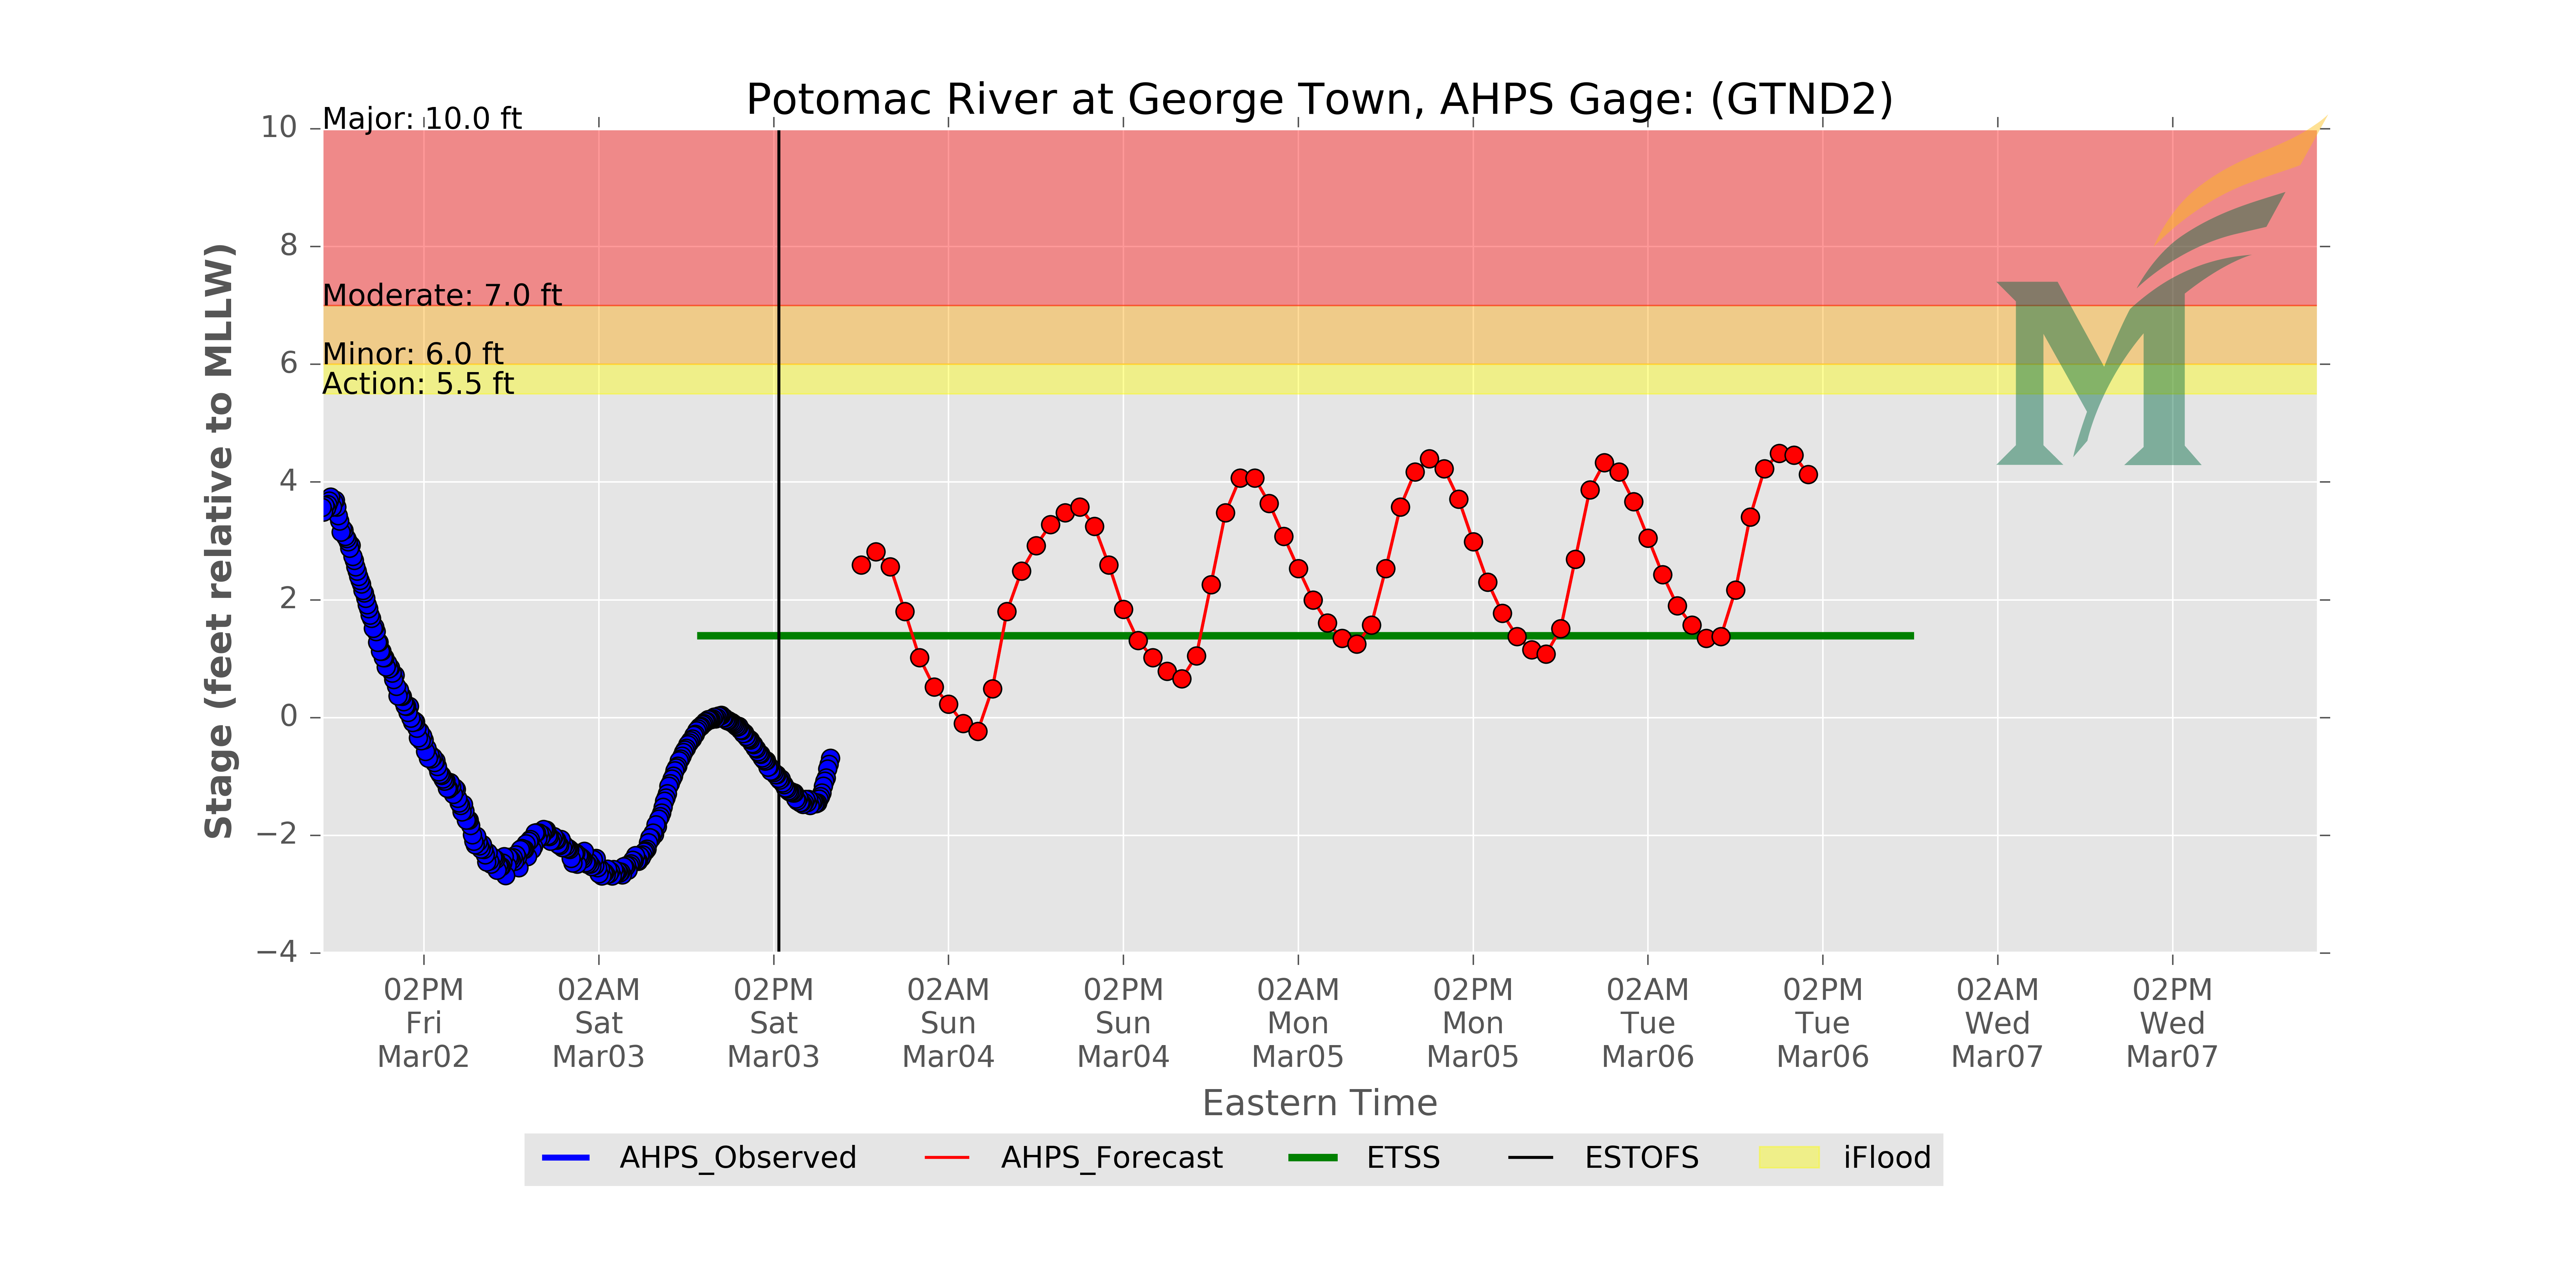 Potomac River at George Town, AHPS Gage: (GTND2)
Major: 10.0 ft
Moderate: 7.0 ft
Minor: 6.0 ft
Action: 5.5 ft
10
8
6
4
2
0
−2
−4
Stage (feet relative to MLLW)
02PM
Fri
Mar02
02AM
Sat
Mar03
02PM
Sat
Mar03
02AM
Sun
Mar04
02PM
Sun
Mar04
02AM
Mon
Mar05
02PM
Mon
Mar05
02AM
Tue
Mar06
02PM
Tue
Mar06
02AM
Wed
Mar07
02PM
Wed
Mar07
Eastern Time
AHPS_Observed
AHPS_Forecast
ETSS
ESTOFS
iFlood
M